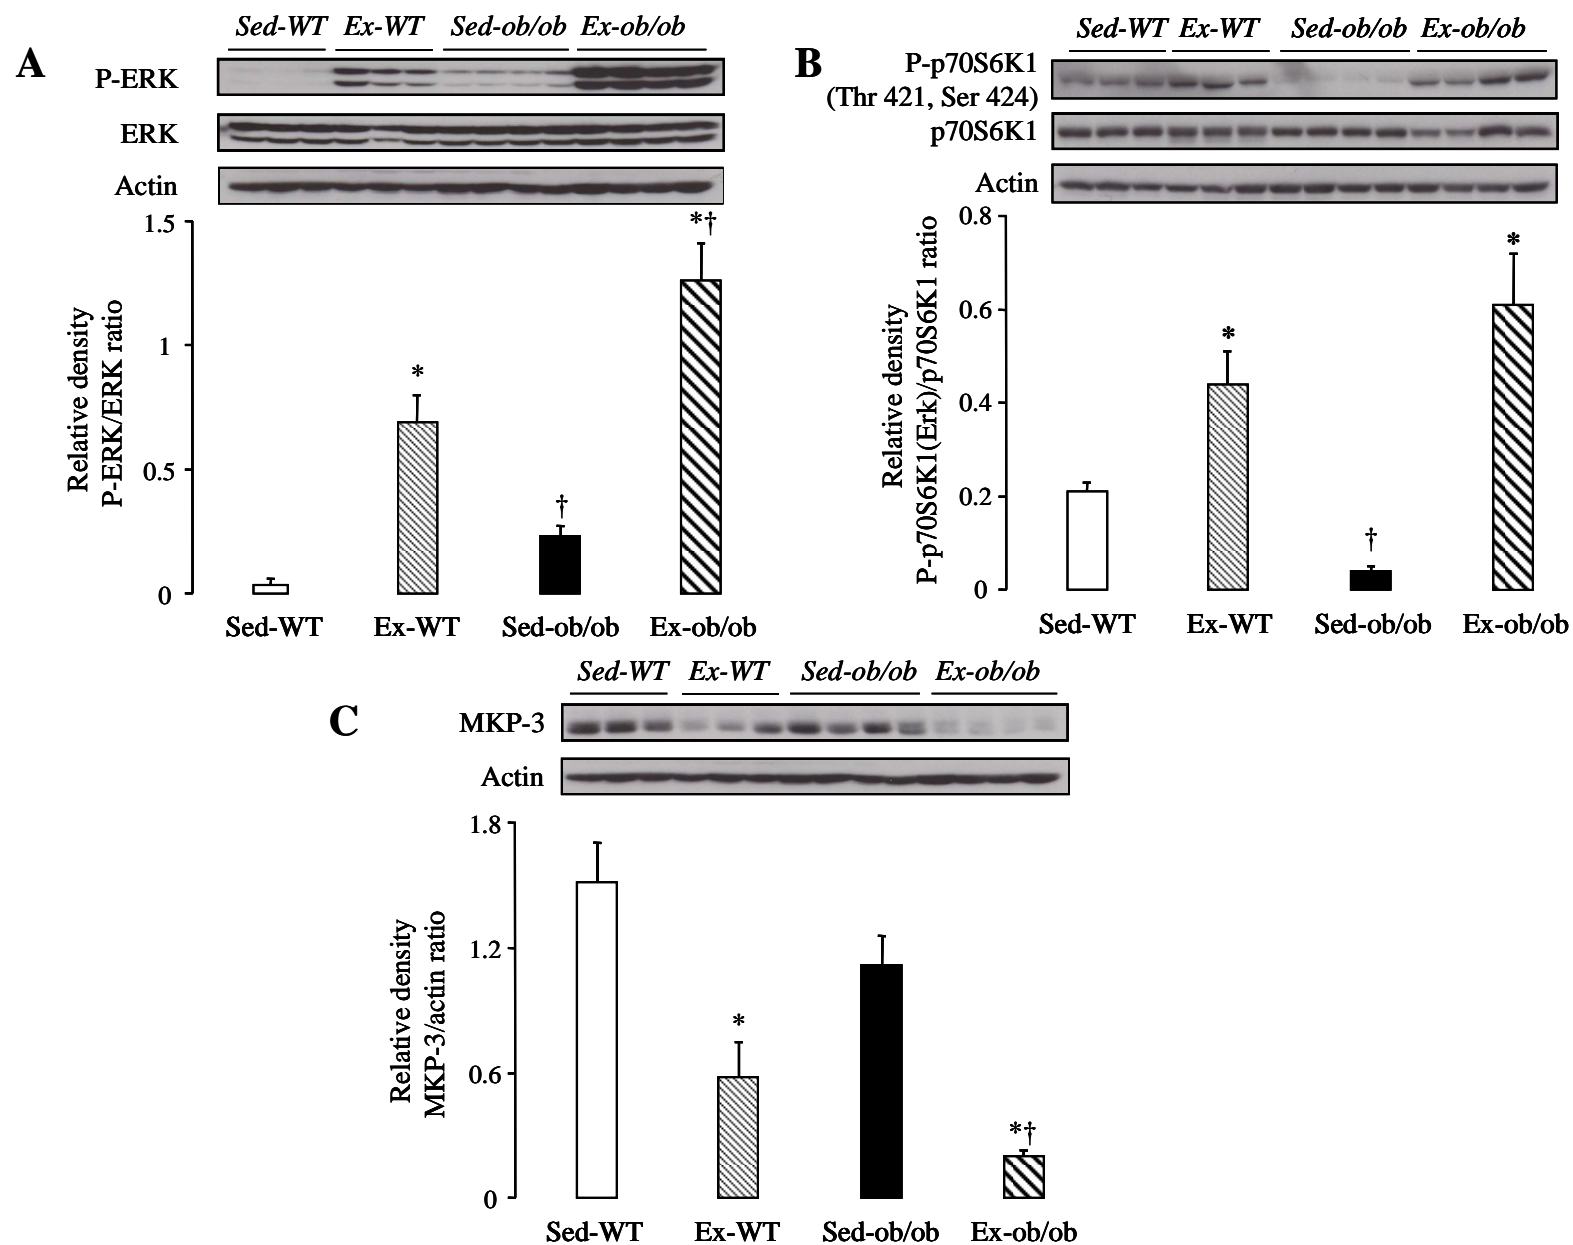 A
Sed-WT Ex-WT Sed-ob/ob Ex-ob/ob
P-ERK
ERK
Actin
1.5
1
0.5
0
Relative density
P-ERK/ERK ratio
*
†
*†
Sed-WT Ex-WT Sed-ob/ob Ex-ob/ob
B
Sed-WT Ex-WT Sed-ob/ob Ex-ob/ob
P-p70S6K1
(Thr 421, Ser 424)
p70S6K1
Actin
0.8
0.6
0.4
0.2
0
Relative density
P-p70S6K1(Erk)/p70S6K1 ratio
*
†
*
Sed-WT Ex-WT Sed-ob/ob Ex-ob/ob
C
Sed-WT Ex-WT Sed-ob/ob Ex-ob/ob
MKP-3
Actin
1.8
1.2
0.6
0
Relative density
MKP-3/actin ratio
*
*†
Sed-WT Ex-WT Sed-ob/ob Ex-ob/ob